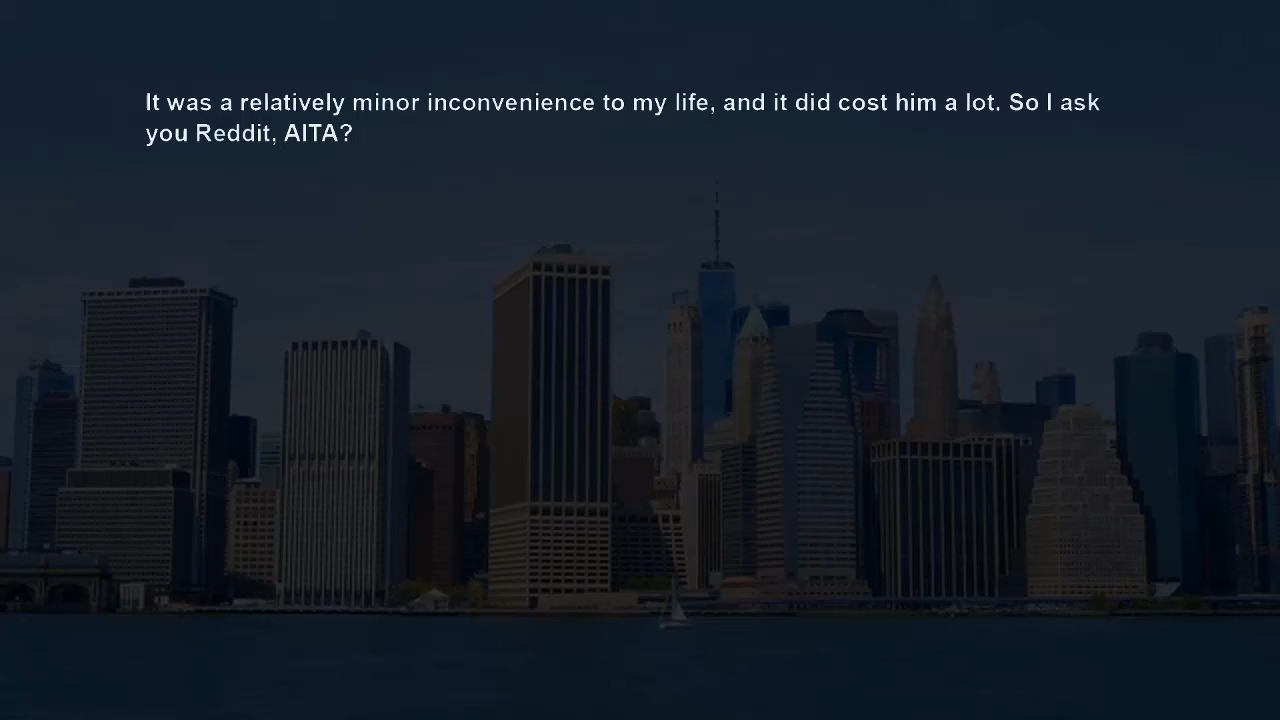 It was a relatively minor inconvenience to my life, and it did cost him a lot. So I ask
you Reddit, AITA?